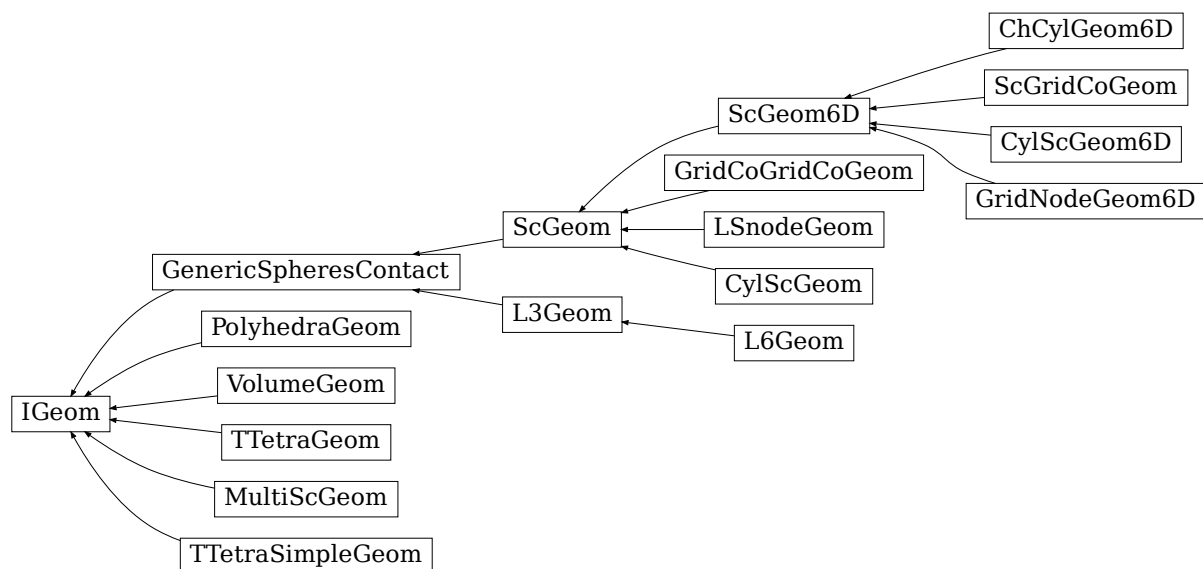 ChCylGeom6D
ScGridCoGeom
ScGeom6D
CylScGeom6D
GridCoGridCoGeom
GridNodeGeom6D
ScGeom
LSnodeGeom
GenericSpheresContact
CylScGeom
L3Geom
PolyhedraGeom
L6Geom
VolumeGeom
IGeom
TTetraGeom
MultiScGeom
TTetraSimpleGeom